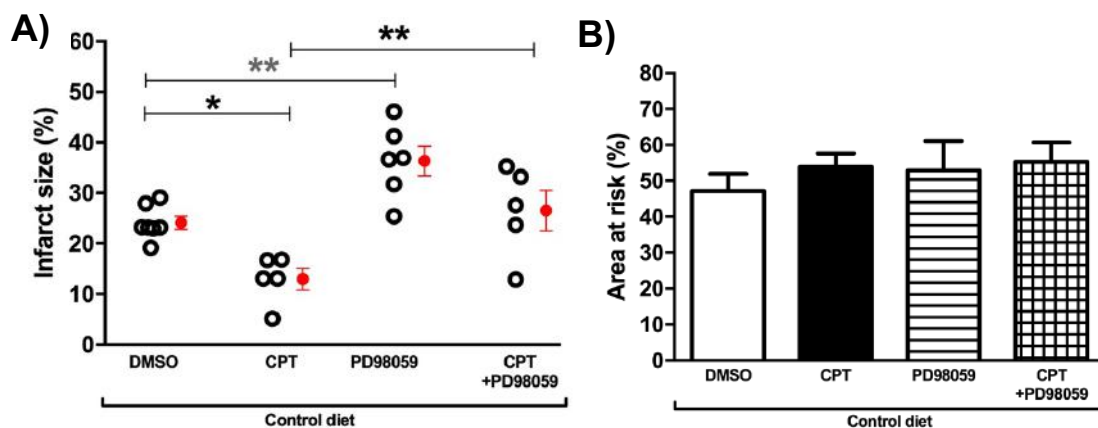 A)
Infarct size (%)
60
50
40
30
20
10
0
**
**
*
DMSO
CPT
PD98059
CPT
+PD98059
Control diet
B)
Area at risk (%)
80
70
60
50
40
30
20
10
0
DMSO
CPT
PD98059
CPT
+PD98059
Control diet